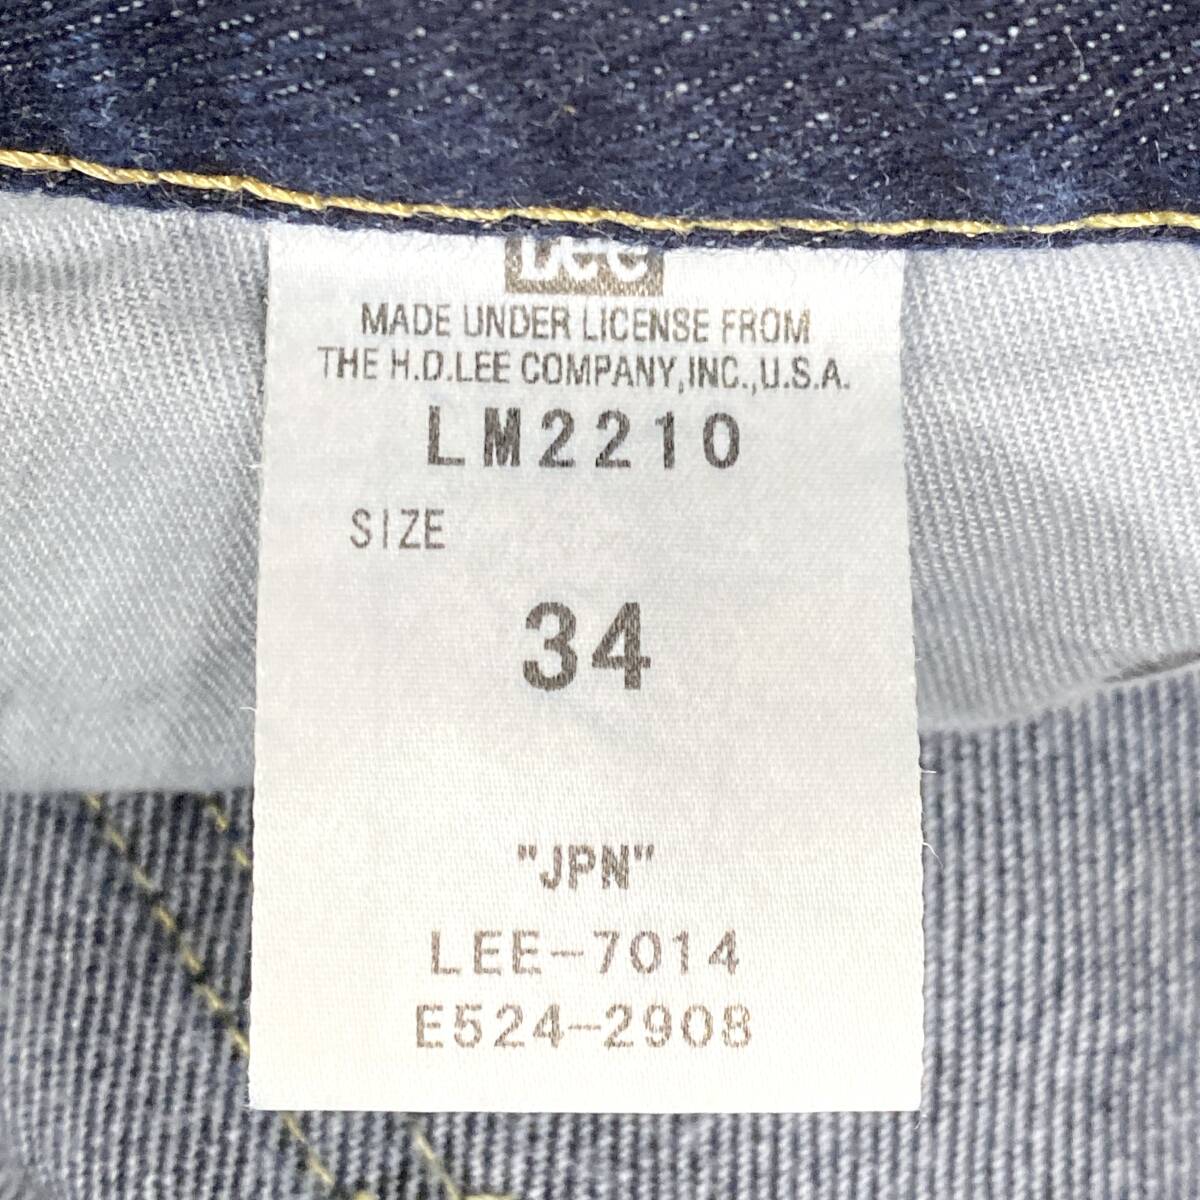 Lee
MADE UNDER LICENSE FROM
THE H.D.LEE COMPANY,INC.,U.S.A.
LM2210
SIZE
34
"JPN"
LEE-7014
E524-2908